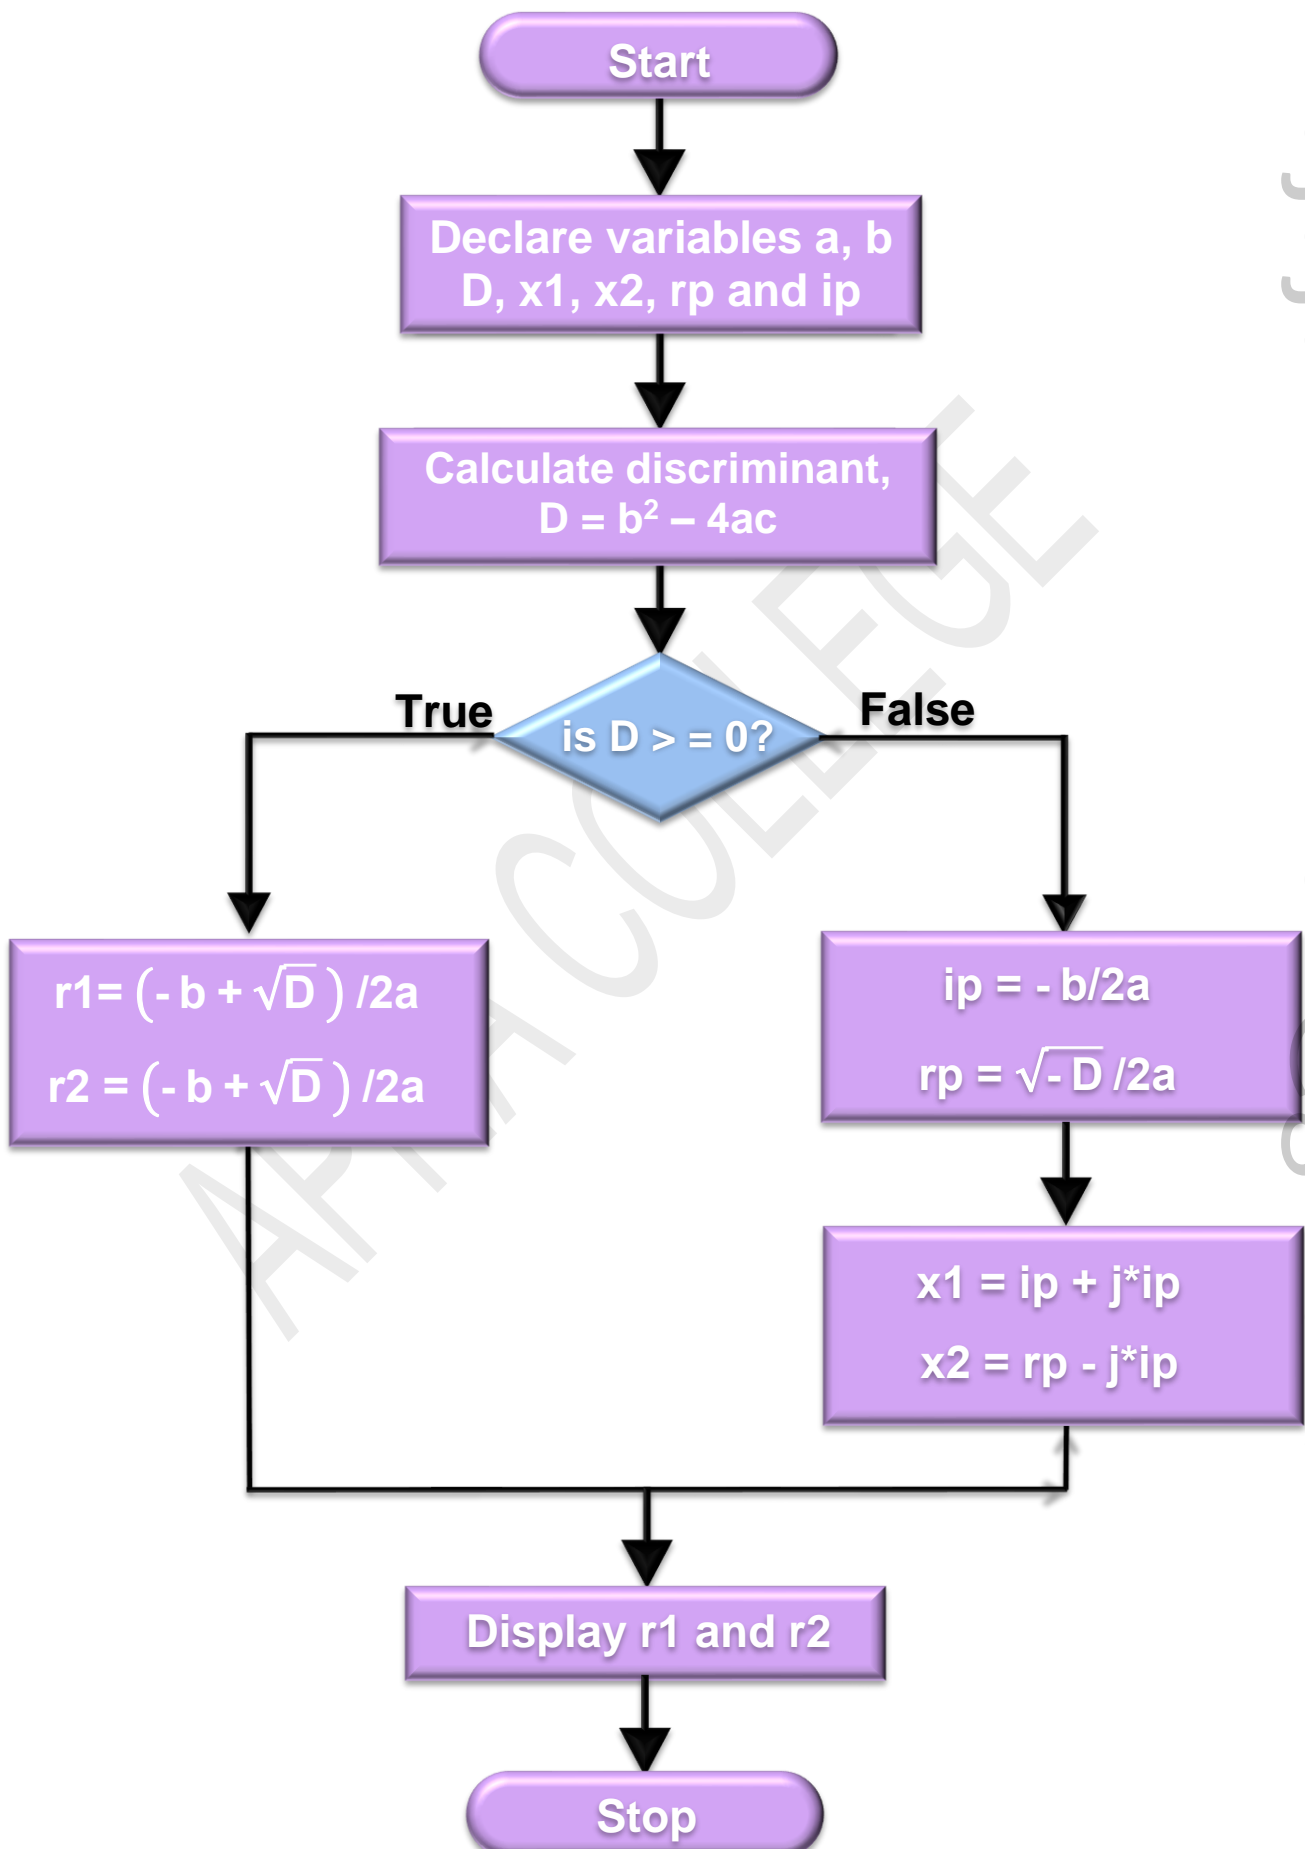 Start
Declare variables a, b
D, x1, x2, rp and ip
Calculate discriminant,
D = b² – 4ac
is D > = 0?
True
False
r1= (- b + √D ) /2a
r2 = (- b + √D ) /2a
ip = - b/2a
rp = √- D /2a
x1 = ip + j*ip
x2 = rp - j*ip
Display r1 and r2
Stop
COLLEGE